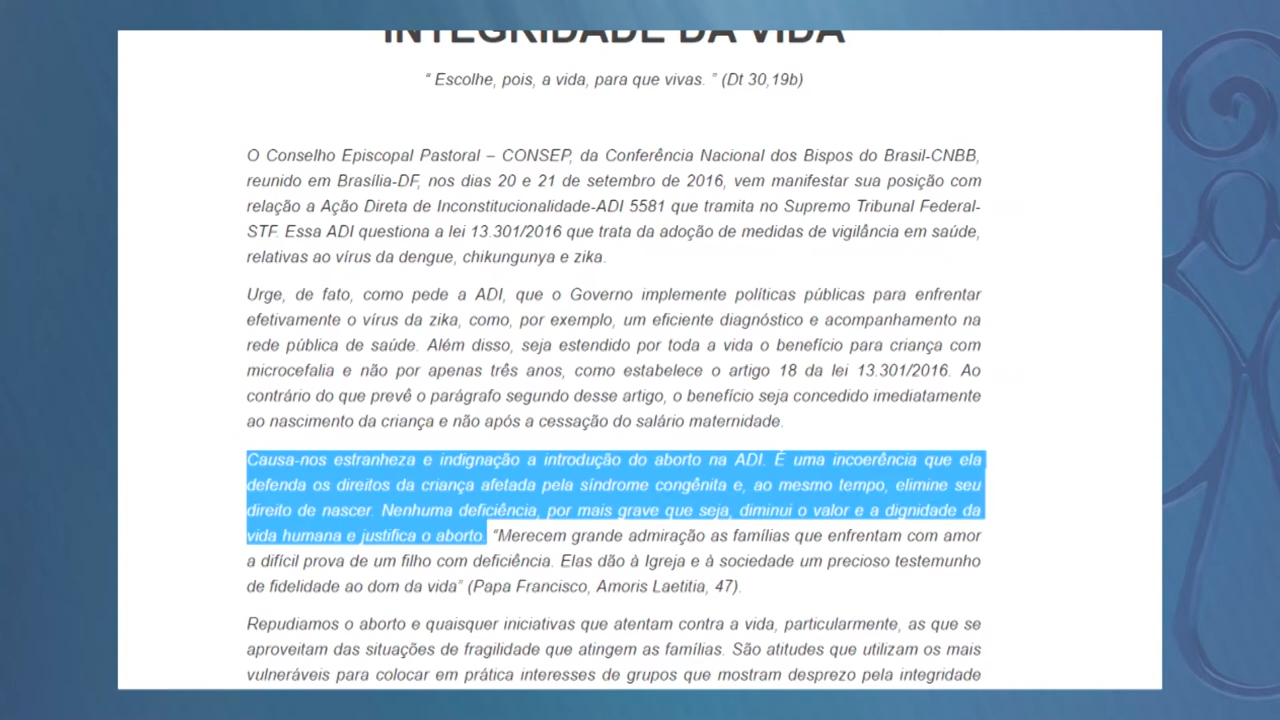 INTEGRIDADE DA VIDA
“ Escolhe, pois, a vida, para que vivas. ” (Dt 30,19b)
O Conselho Episcopal Pastoral – CONSEP, da Conferência Nacional dos Bispos do Brasil-CNBB,
reunido em Brasília-DF, nos dias 20 e 21 de setembro de 2016, vem manifestar sua posição com
relação a Ação Direta de Inconstitucionalidade-ADI 5581 que tramita no Supremo Tribunal Federal-
STF. Essa ADI questiona a lei 13.301/2016 que trata da adoção de medidas de vigilância em saúde,
relativas ao vírus da dengue, chikungunya e zika.
Urge, de fato, como pede a ADI, que o Governo implemente políticas públicas para enfrentar
efetivamente o vírus da zika, como, por exemplo, um eficiente diagnóstico e acompanhamento na
rede pública de saúde. Além disso, seja estendido por toda a vida o benefício para criança com
microcefalia e não por apenas três anos, como estabelece o artigo 18 da lei 13.301/2016. Ao
contrário do que prevê o parágrafo segundo desse artigo, o benefício seja concedido imediatamente
ao nascimento da criança e não após a cessação do salário maternidade.
Causa-nos estranheza e indignação a introdução do aborto na ADI. É uma incoerência que ela
defenda os direitos da criança afetada pela síndrome congênita e, ao mesmo tempo, elimine seu
direito de nascer. Nenhuma deficiência, por mais grave que seja, diminui o valor e a dignidade da
vida humana e justifica o aborto. “Merecem grande admiração as famílias que enfrentam com amor
a difícil prova de um filho com deficiência. Elas dão à Igreja e à sociedade um precioso testemunho
de fidelidade ao dom da vida” (Papa Francisco, Amoris Laetitia, 47).
Repudiamos o aborto e quaisquer iniciativas que atentam contra a vida, particularmente, as que se
aproveitam das situações de fragilidade que atingem as famílias. São atitudes que utilizam os mais
vulneráveis para colocar em prática interesses de grupos que mostram desprezo pela integridade